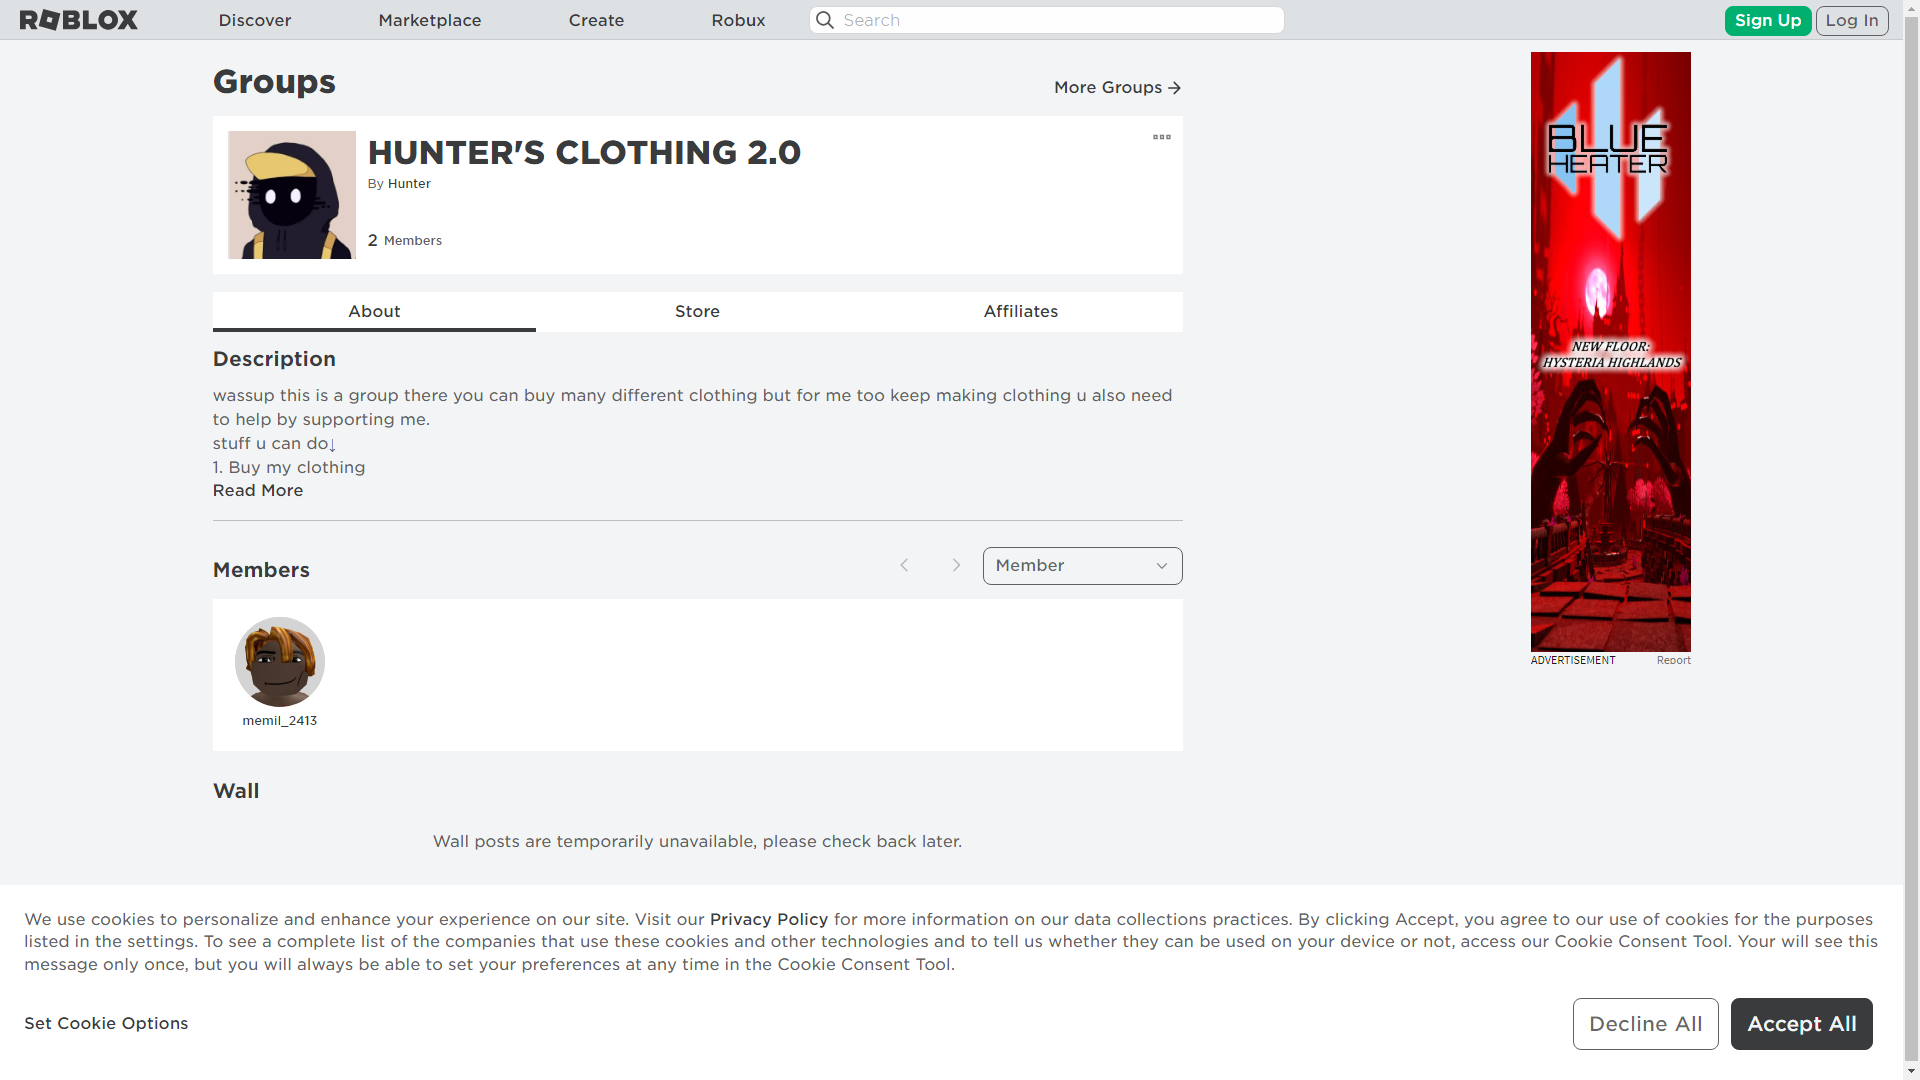 ROBLOX
Discover
Marketplace
Create
Robux
Search
Sign Up
Log In
Groups
More Groups
HUNTER'S CLOTHING 2.0
By Hunter
2 Members
About
Store
Affiliates
Description
wassup this is a group there you can buy many different clothing but for me too keep making clothing u also need
to help by supporting me.
stuff u can do↓
1. Buy my clothing
Read More
Members
Member
memil_2413
Wall
Wall posts are temporarily unavailable, please check back later.
BLUE
HEATER
NEW FLOOR:
HYSTERIA HIGHLANDS
ADVERTISEMENT
Report
We use cookies to personalize and enhance your experience on our site. Visit our Privacy Policy for more information on our data collections practices. By clicking Accept, you agree to our use of cookies for the purposes
listed in the settings. To see a complete list of the companies that use these cookies and other technologies and to tell us whether they can be used on your device or not, access our Cookie Consent Tool. Your will see this
message only once, but you will always be able to set your preferences at any time in the Cookie Consent Tool.
Set Cookie Options
Decline All
Accept All